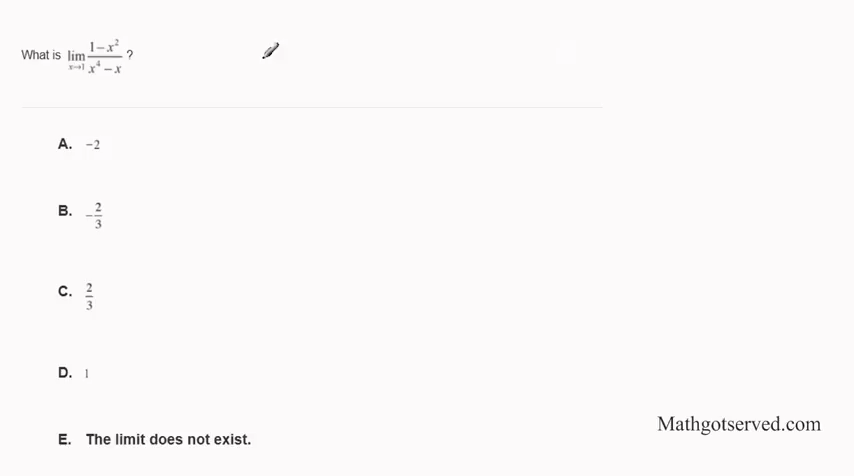 What is lim x→1 (1 − x²)/(x⁴ − x) ?
A. −2
B. −2/3
C. 2/3
D. 1
E. The limit does not exist.
Mathgotserved.com